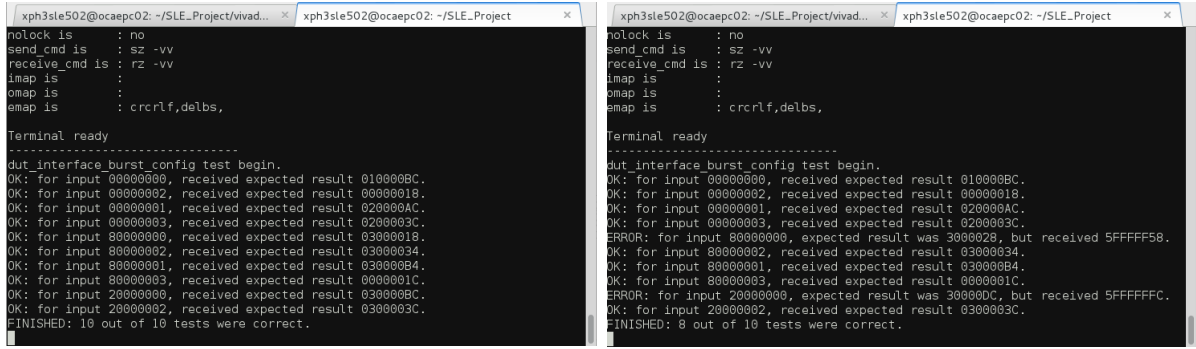 xph3sle502@ocaepc02: ~/SLE_Project/vivad... × xph3sle502@ocaepc02: ~/SLE_Project ×
nolock is : no
send_cmd is : sz -vv
receive_cmd is : rz -vv
imap is :
omap is :
emap is : crcrlf,delbs,
Terminal ready
--------------------------------
dut_interface_burst_config test begin.
OK: for input 00000000, received expected result 010000BC.
OK: for input 00000002, received expected result 00000018.
OK: for input 00000001, received expected result 020000AC.
OK: for input 00000003, received expected result 0200003C.
OK: for input 80000000, received expected result 03000018.
OK: for input 80000002, received expected result 03000034.
OK: for input 80000001, received expected result 030000B4.
OK: for input 80000003, received expected result 0000001C.
OK: for input 20000000, received expected result 030000BC.
OK: for input 20000002, received expected result 0300003C.
FINISHED: 10 out of 10 tests were correct.
xph3sle502@ocaepc02: ~/SLE_Project/vivad... × xph3sle502@ocaepc02: ~/SLE_Project ×
nolock is : no
send_cmd is : sz -vv
receive_cmd is : rz -vv
imap is :
omap is :
emap is : crcrlf,delbs,
Terminal ready
--------------------------------
dut_interface_burst_config test begin.
OK: for input 00000000, received expected result 010000BC.
OK: for input 00000002, received expected result 00000018.
OK: for input 00000001, received expected result 020000AC.
OK: for input 00000003, received expected result 0200003C.
ERROR: for input 80000000, expected result was 3000028, but received 5FFFFF58.
OK: for input 80000002, received expected result 03000034.
OK: for input 80000001, received expected result 030000B4.
OK: for input 80000003, received expected result 0000001C.
ERROR: for input 20000000, expected result was 30000DC, but received 5FFFFFFC.
OK: for input 20000002, received expected result 0300003C.
FINISHED: 8 out of 10 tests were correct.